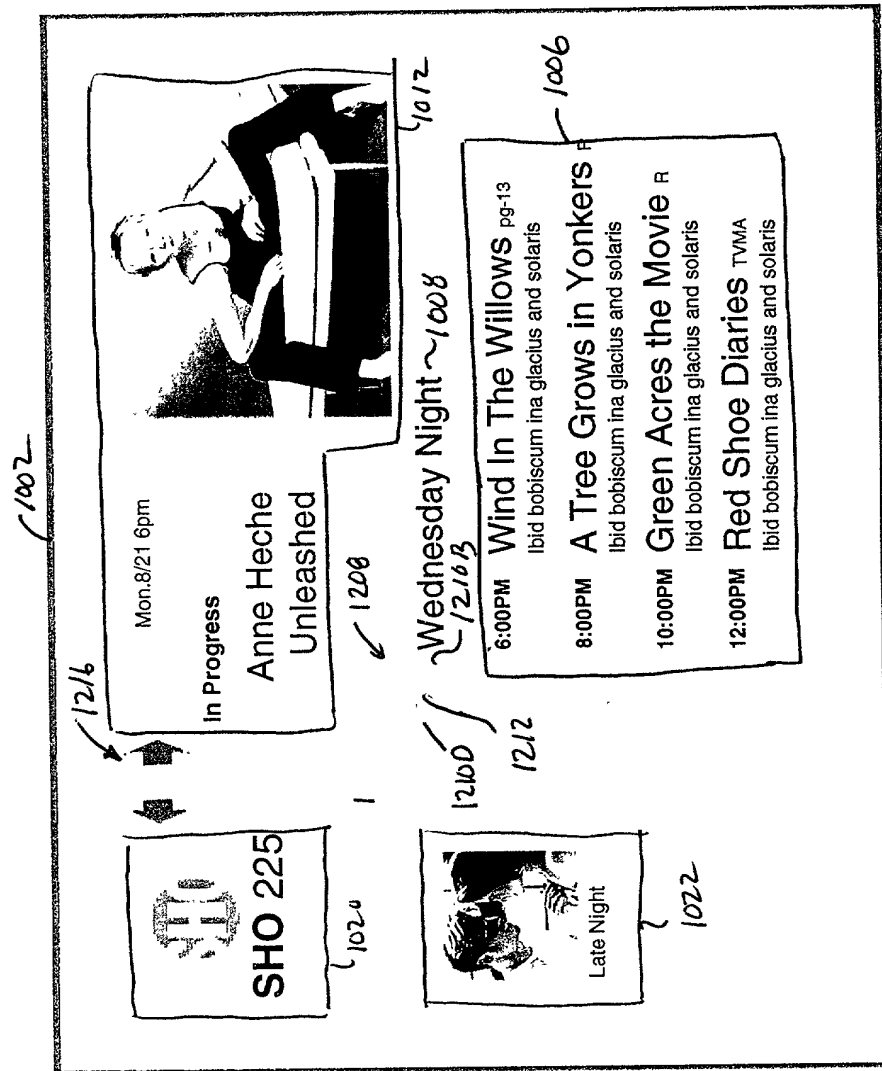 1002
1216
Mon.8/21 6pm
In Progress
Anne Heche
Unleashed
1012
SHO 225
1020
1208
Wednesday Night ~1008
1210B
1210D
1212
1006
6:00PM Wind In The Willows pg-13
Ibid bobiscum ina glacius and solaris
8:00PM A Tree Grows in Yonkers R
Ibid bobiscum ina glacius and solaris
10:00PM Green Acres the Movie R
Ibid bobiscum ina glacius and solaris
12:00PM Red Shoe Diaries TVMA
Ibid bobiscum ina glacius and solaris
Late Night
1022